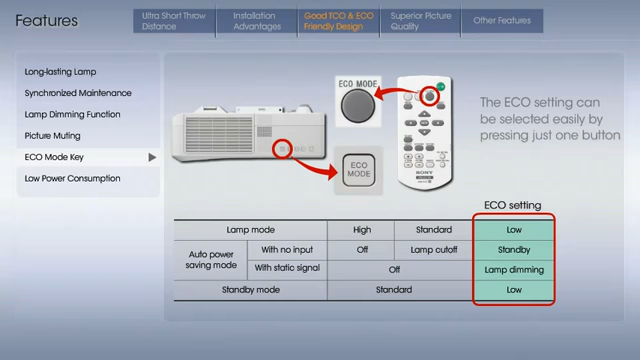 Features
Ultra Short Throw
Distance
Installation
Advantages
Good TCO & ECO
Friendly Design
Superior Picture
Quality
Other Features
Long-lasting Lamp
Synchronized Maintenance
Lamp Dimming Function
Picture Muting
ECO Mode Key
Low Power Consumption
ECO MODE
ECO
MODE
SONY
The ECO setting can
be selected easily by
pressing just one button
ECO setting
Lamp mode High Standard Low
Auto power
saving mode
With no input Off Lamp cutoff Standby
With static signal Off Lamp dimming
Standby mode Standard Low